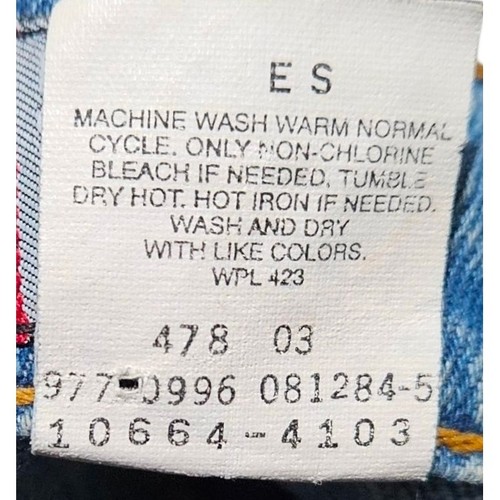 E S
MACHINE WASH WARM NORMAL
CYCLE. ONLY NON-CHLORINE
BLEACH IF NEEDED. TUMBLE
DRY HOT. HOT IRON IF NEEDED.
WASH AND DRY
WITH LIKE COLORS.
WPL 423
478 03
977 0996 081284-5
10664-4103